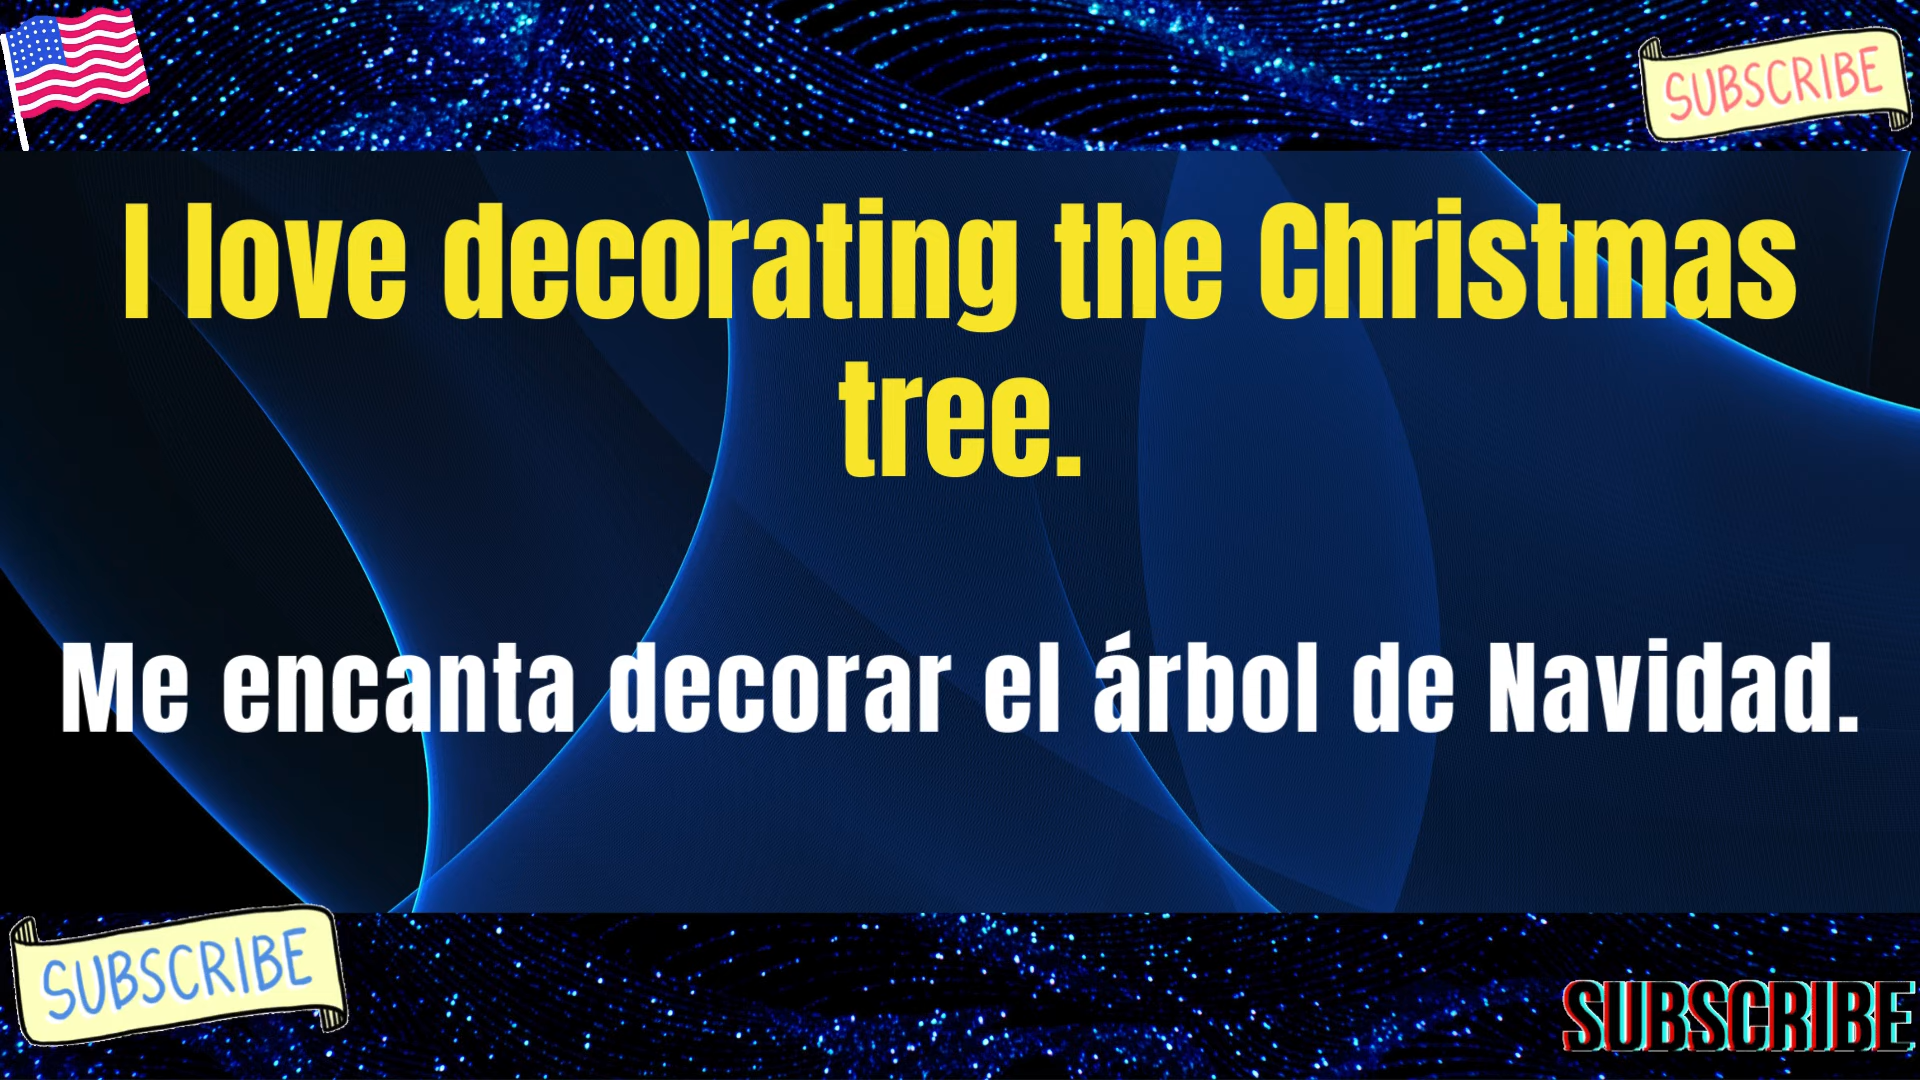 SUBSCRIBE
I love decorating the Christmas
tree.
Me encanta decorar el árbol de Navidad.
SUBSCRIBE
SUBSCRIBE